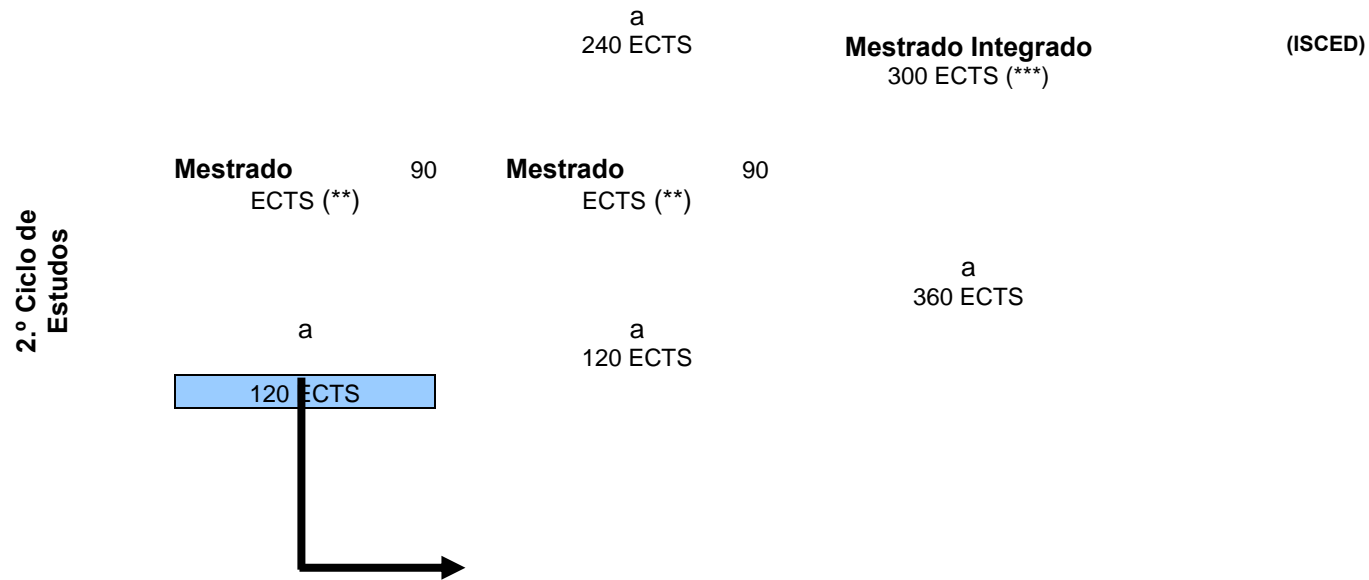 a
240 ECTS
Mestrado Integrado
300 ECTS (***)
(ISCED)
Mestrado 90
ECTS (**)
Mestrado 90
ECTS (**)
2.º Ciclo de
Estudos
a
360 ECTS
a
120 ECTS
a
120 ECTS